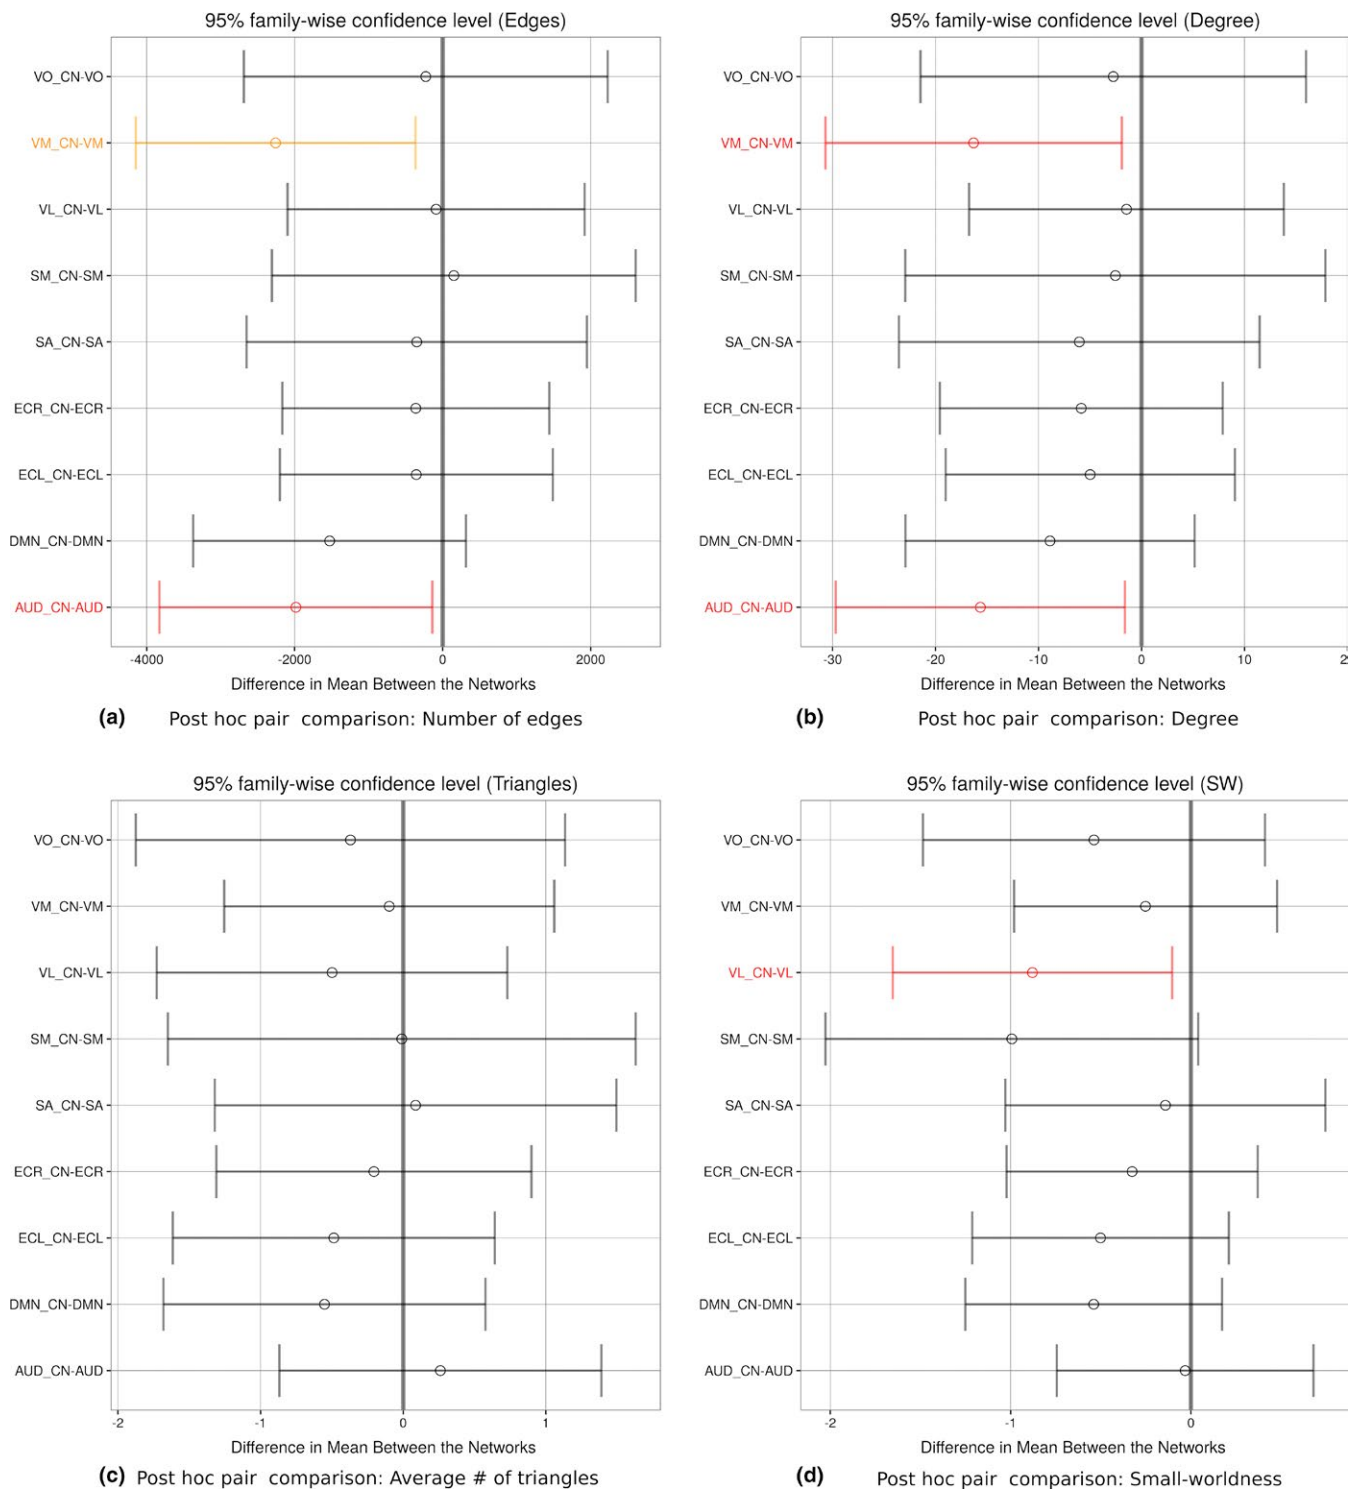 95% family-wise confidence level (Edges)
VO_CN-VO
VM_CN-VM
VL_CN-VL
SM_CN-SM
SA_CN-SA
ECR_CN-ECR
ECL_CN-ECL
DMN_CN-DMN
AUD_CN-AUD
-4000 -2000 0 2000
Difference in Mean Between the Networks
(a) Post hoc pair comparison: Number of edges
95% family-wise confidence level (Degree)
VO_CN-VO
VM_CN-VM
VL_CN-VL
SM_CN-SM
SA_CN-SA
ECR_CN-ECR
ECL_CN-ECL
DMN_CN-DMN
AUD_CN-AUD
-30 -20 -10 0 10
Difference in Mean Between the Networks
(b) Post hoc pair comparison: Degree
95% family-wise confidence level (Triangles)
VO_CN-VO
VM_CN-VM
VL_CN-VL
SM_CN-SM
SA_CN-SA
ECR_CN-ECR
ECL_CN-ECL
DMN_CN-DMN
AUD_CN-AUD
-2 -1 0 1
Difference in Mean Between the Networks
(c) Post hoc pair comparison: Average # of triangles
95% family-wise confidence level (SW)
VO_CN-VO
VM_CN-VM
VL_CN-VL
SM_CN-SM
SA_CN-SA
ECR_CN-ECR
ECL_CN-ECL
DMN_CN-DMN
AUD_CN-AUD
-2 -1 0
Difference in Mean Between the Networks
(d) Post hoc pair comparison: Small-worldness